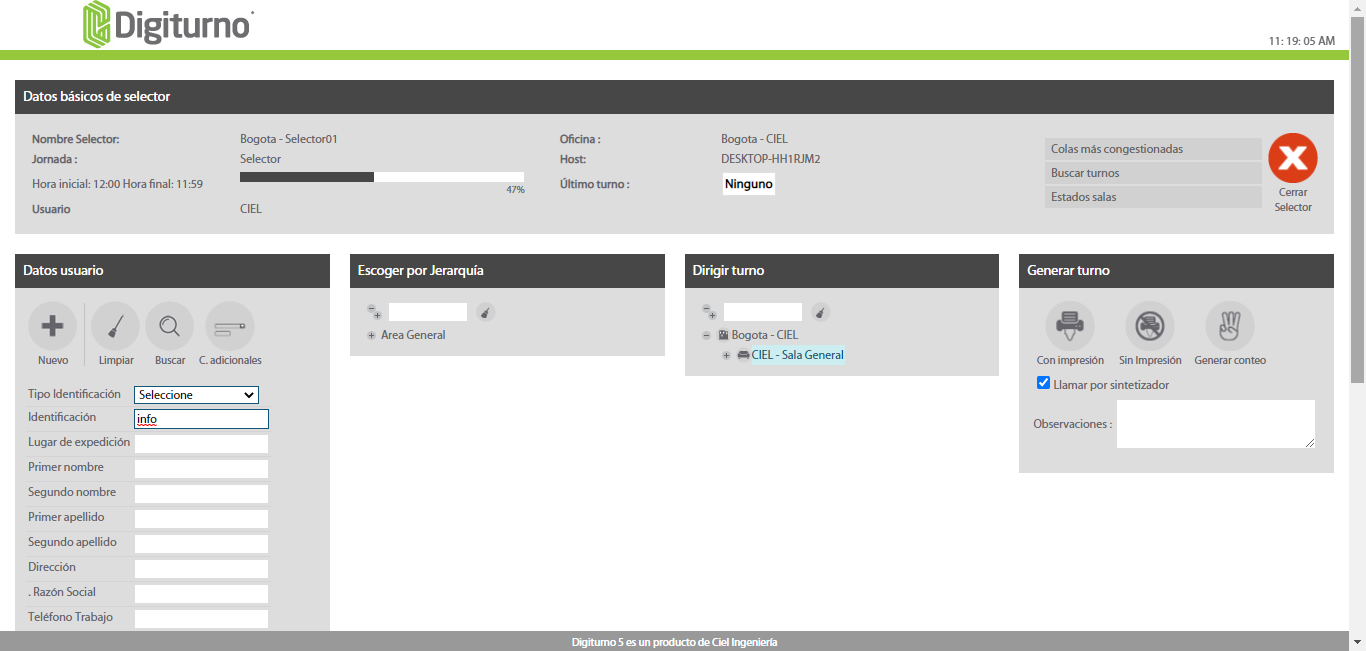 Digiturno
11: 19: 05 AM
Datos básicos de selector
Nombre Selector: Bogota - Selector01 Oficina : Bogota - CIEL
Jornada : Selector Host: DESKTOP-HH1RJM2
Hora inicial: 12:00 Hora final: 11:59 47% Último turno : Ninguno
Usuario CIEL
Colas más congestionadas
Buscar turnos
Estados salas
Cerrar
Selector
Datos usuario
Nuevo Limpiar Buscar C. adicionales
Tipo Identificación Seleccione
Identificación info
Lugar de expedición
Primer nombre
Segundo nombre
Primer apellido
Segundo apellido
Dirección
. Razón Social
Teléfono Trabajo
Escoger por Jerarquía
Area General
Dirigir turno
Bogota - CIEL
CIEL - Sala General
Generar turno
Con impresión Sin Impresión Generar conteo
Llamar por sintetizador
Observaciones :
Digiturno 5 es un producto de Ciel Ingeniería